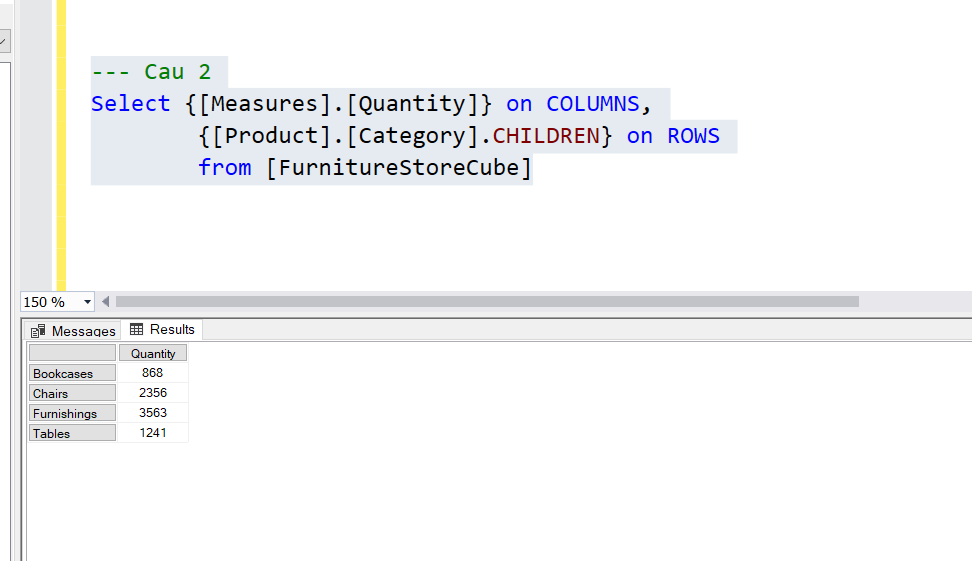 --- Cau 2
Select {[Measures].[Quantity]} on COLUMNS,
{[Product].[Category].CHILDREN} on ROWS
from [FurnitureStoreCube]
150 %
Messages Results
Quantity
Bookcases 868
Chairs 2356
Furnishings 3563
Tables 1241